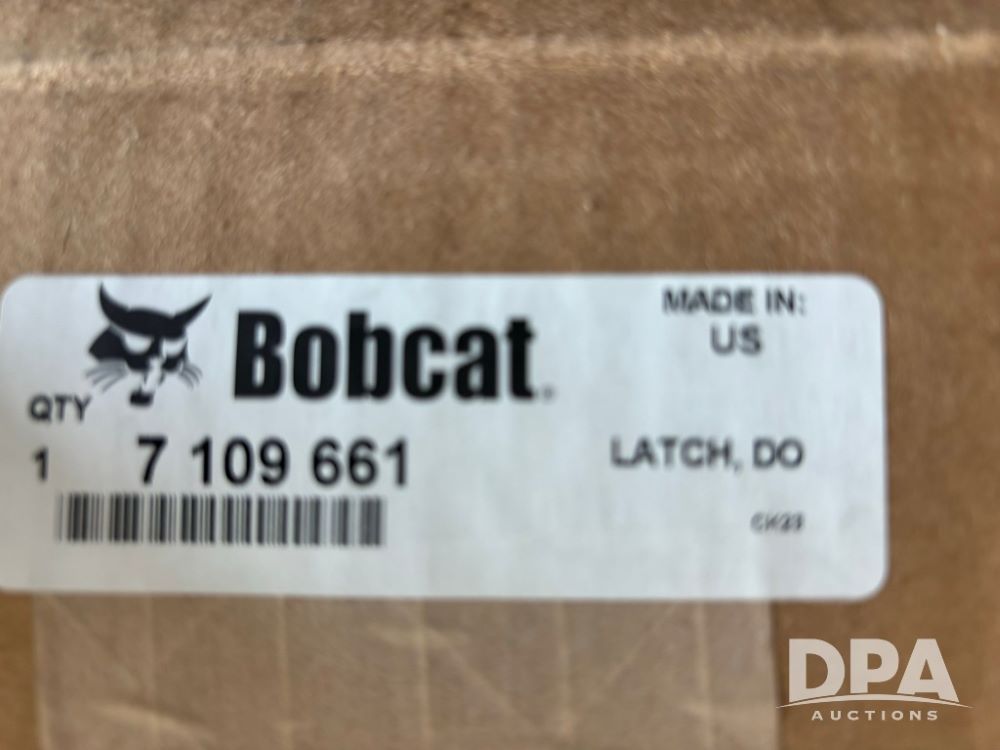 Bobcat
MADE IN:
US
QTY
1 7 109 661
LATCH, DO
DPA
AUCTIONS